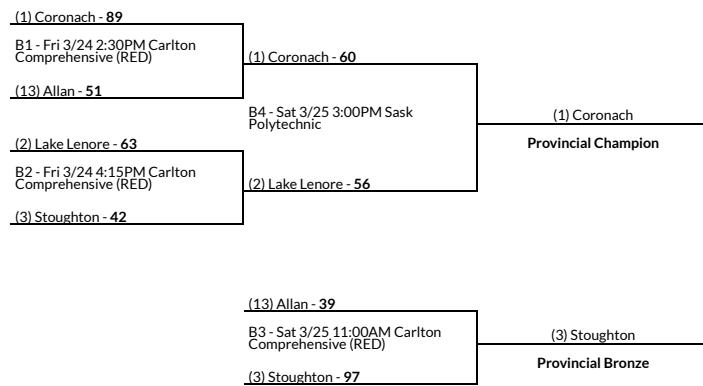 (1) Coronach - 89
B1 - Fri 3/24 2:30PM Carlton
Comprehensive (RED)
(13) Allan - 51
(2) Lake Lenore - 63
B2 - Fri 3/24 4:15PM Carlton
Comprehensive (RED)
(3) Stoughton - 42
(1) Coronach - 60
B4 - Sat 3/25 3:00PM Sask
Polytechnic
(2) Lake Lenore - 56
(1) Coronach
Provincial Champion
(13) Allan - 39
B3 - Sat 3/25 11:00AM Carlton
Comprehensive (RED)
(3) Stoughton - 97
(3) Stoughton
Provincial Bronze